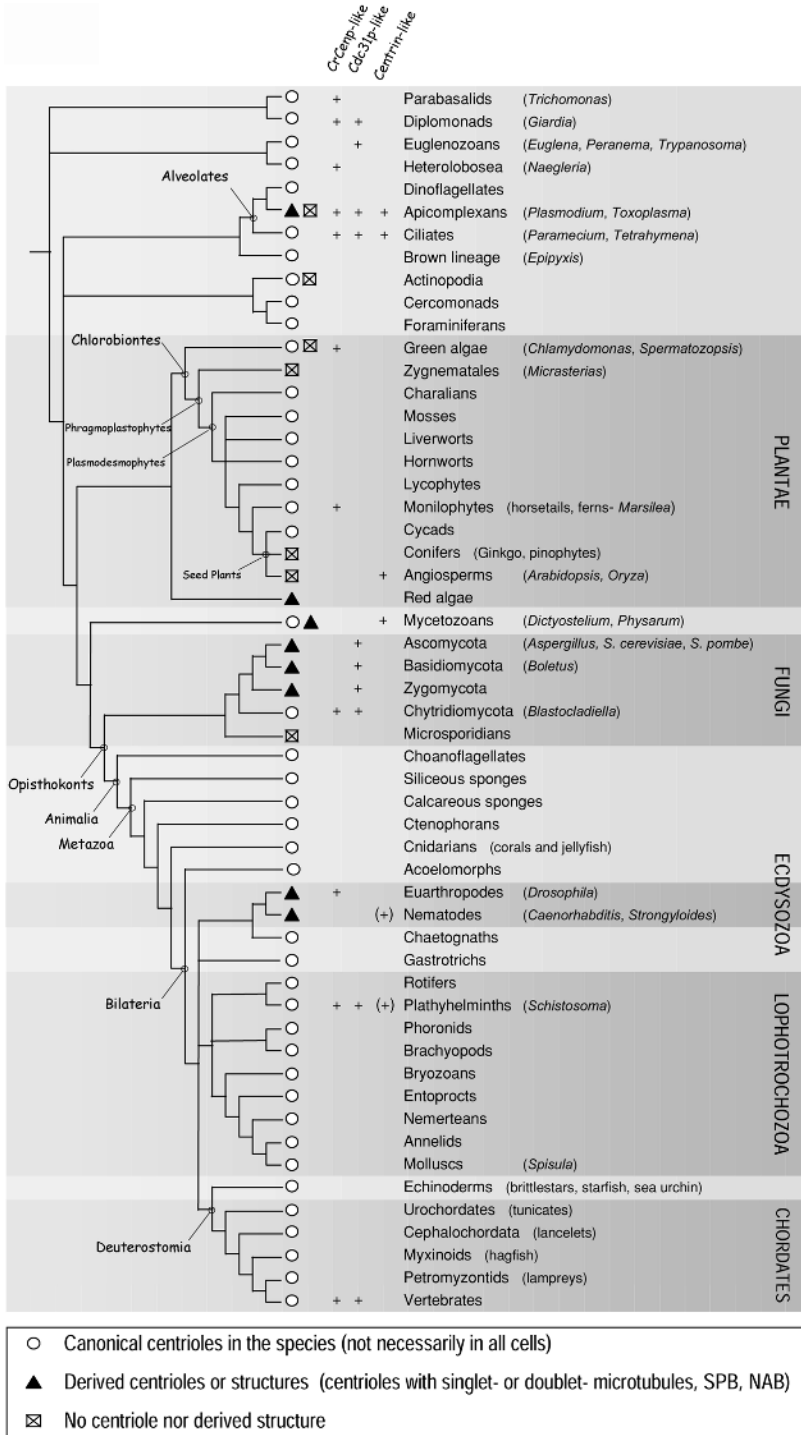 CrCenp-like
Cdc31p-like
Centrin-like
+ Parabasalids (Trichomonas)
+ + Diplomonads (Giardia)
+ Euglenozoans (Euglena, Peranema, Trypanosoma)
+ Heterolobosea (Naegleria)
Alveolates
Dinoflagellates
+ + + Apicomplexans (Plasmodium, Toxoplasma)
+ + + Ciliates (Paramecium, Tetrahymena)
Brown lineage (Epipyxis)
Actinopodia
Cercomonads
Foraminiferans
Chlorobiontes
+ Green algae (Chlamydomonas, Spermatozopsis)
Zygnematales (Micrasterias)
Charalians
Mosses
Phragmoplastophytes
Liverworts
Plasmodesmophytes
Hornworts
Lycophytes
+ Monilophytes (horsetails, ferns- Marsilea)
Cycads
Conifers (Ginkgo, pinophytes)
Seed Plants
+ Angiosperms (Arabidopsis, Oryza)
Red algae
PLANTAE
+ Mycetozoans (Dictyostelium, Physarum)
+ Ascomycota (Aspergillus, S. cerevisiae, S. pombe)
+ Basidiomycota (Boletus)
+ Zygomycota
+ + Chytridiomycota (Blastocladiella)
Microsporidians
FUNGI
Choanoflagellates
Opisthokonts
Siliceous sponges
Animalia
Calcareous sponges
Metazoa
Ctenophorans
Cnidarians (corals and jellyfish)
Acoelomorphs
+ Euarthropodes (Drosophila)
(+) Nematodes (Caenorhabditis, Strongyloides)
Chaetognaths
Gastrotrichs
ECDYSOZOA
Rotifers
Bilateria
+ + (+) Plathyhelminths (Schistosoma)
Phoronids
Brachyopods
Bryozoans
Entoprocts
Nemerteans
Annelids
Molluscs (Spisula)
LOPHOTROCHOZOA
Echinoderms (brittlestars, starfish, sea urchin)
Urochordates (tunicates)
Deuterostomia
Cephalochordata (lancelets)
Myxinoids (hagfish)
Petromyzontids (lampreys)
+ + Vertebrates
CHORDATES
Canonical centrioles in the species (not necessarily in all cells)
Derived centrioles or structures (centrioles with singlet- or doublet- microtubules, SPB, NAB)
No centriole nor derived structure